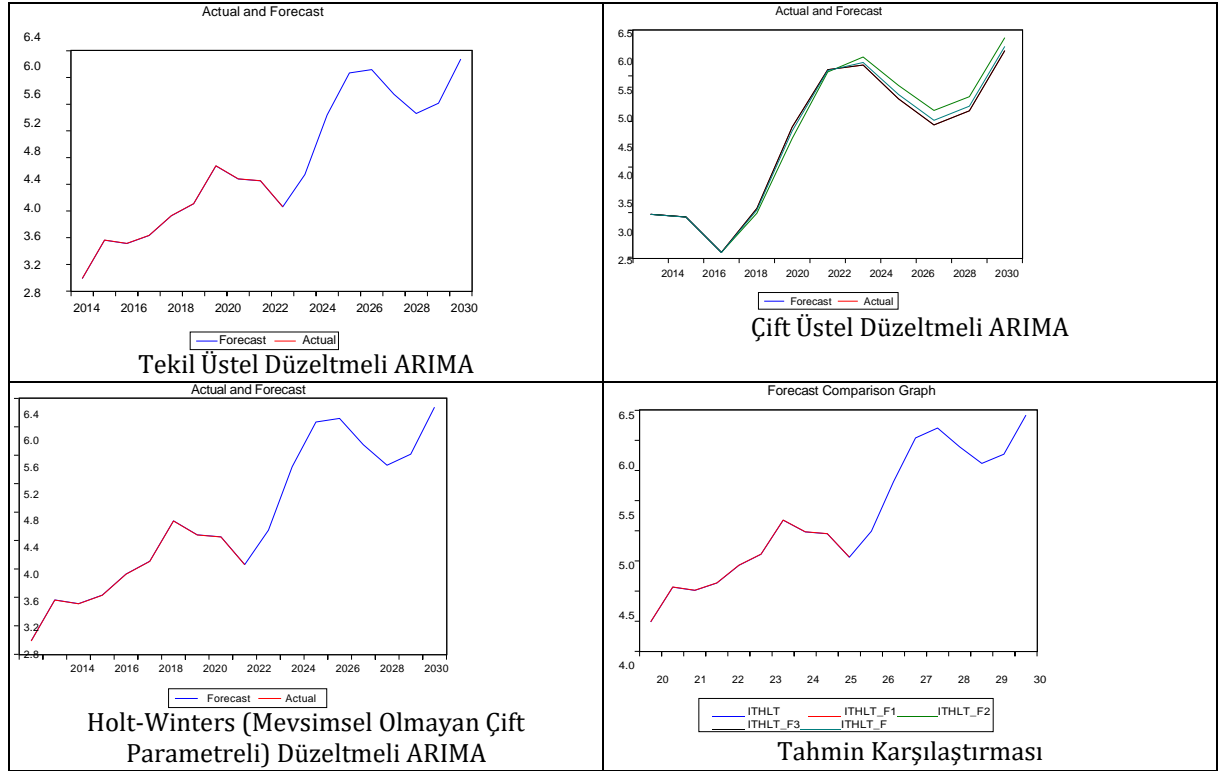 Actual and Forecast
6.4
6.0
5.6
5.2
4.8
4.4
4.0
3.6
3.2
2.8
2014 2016 2018 2020 2022 2024 2026 2028 2030
Forecast Actual
Tekil Üstel Düzeltmeli ARIMA
Actual and Forecast
6.5
6.0
5.5
5.0
4.5
4.0
3.5
3.0
2.5
2014 2016 2018 2020 2022 2024 2026 2028 2030
Forecast Actual
Çift Üstel Düzeltmeli ARIMA
Actual and Forecast
6.4
6.0
5.6
5.2
4.8
4.4
4.0
3.6
3.2
2.8
2014 2016 2018 2020 2022 2024 2026 2028 2030
Forecast Actual
Holt-Winters (Mevsimsel Olmayan Çift
Parametreli) Düzeltmeli ARIMA
Forecast Comparison Graph
6.5
6.0
5.5
5.0
4.5
4.0
20 21 22 23 24 25 26 27 28 29 30
ITHLT ITHLT_F1 ITHLT_F2
ITHLT_F3 ITHLT_F
Tahmin Karşılaştırması